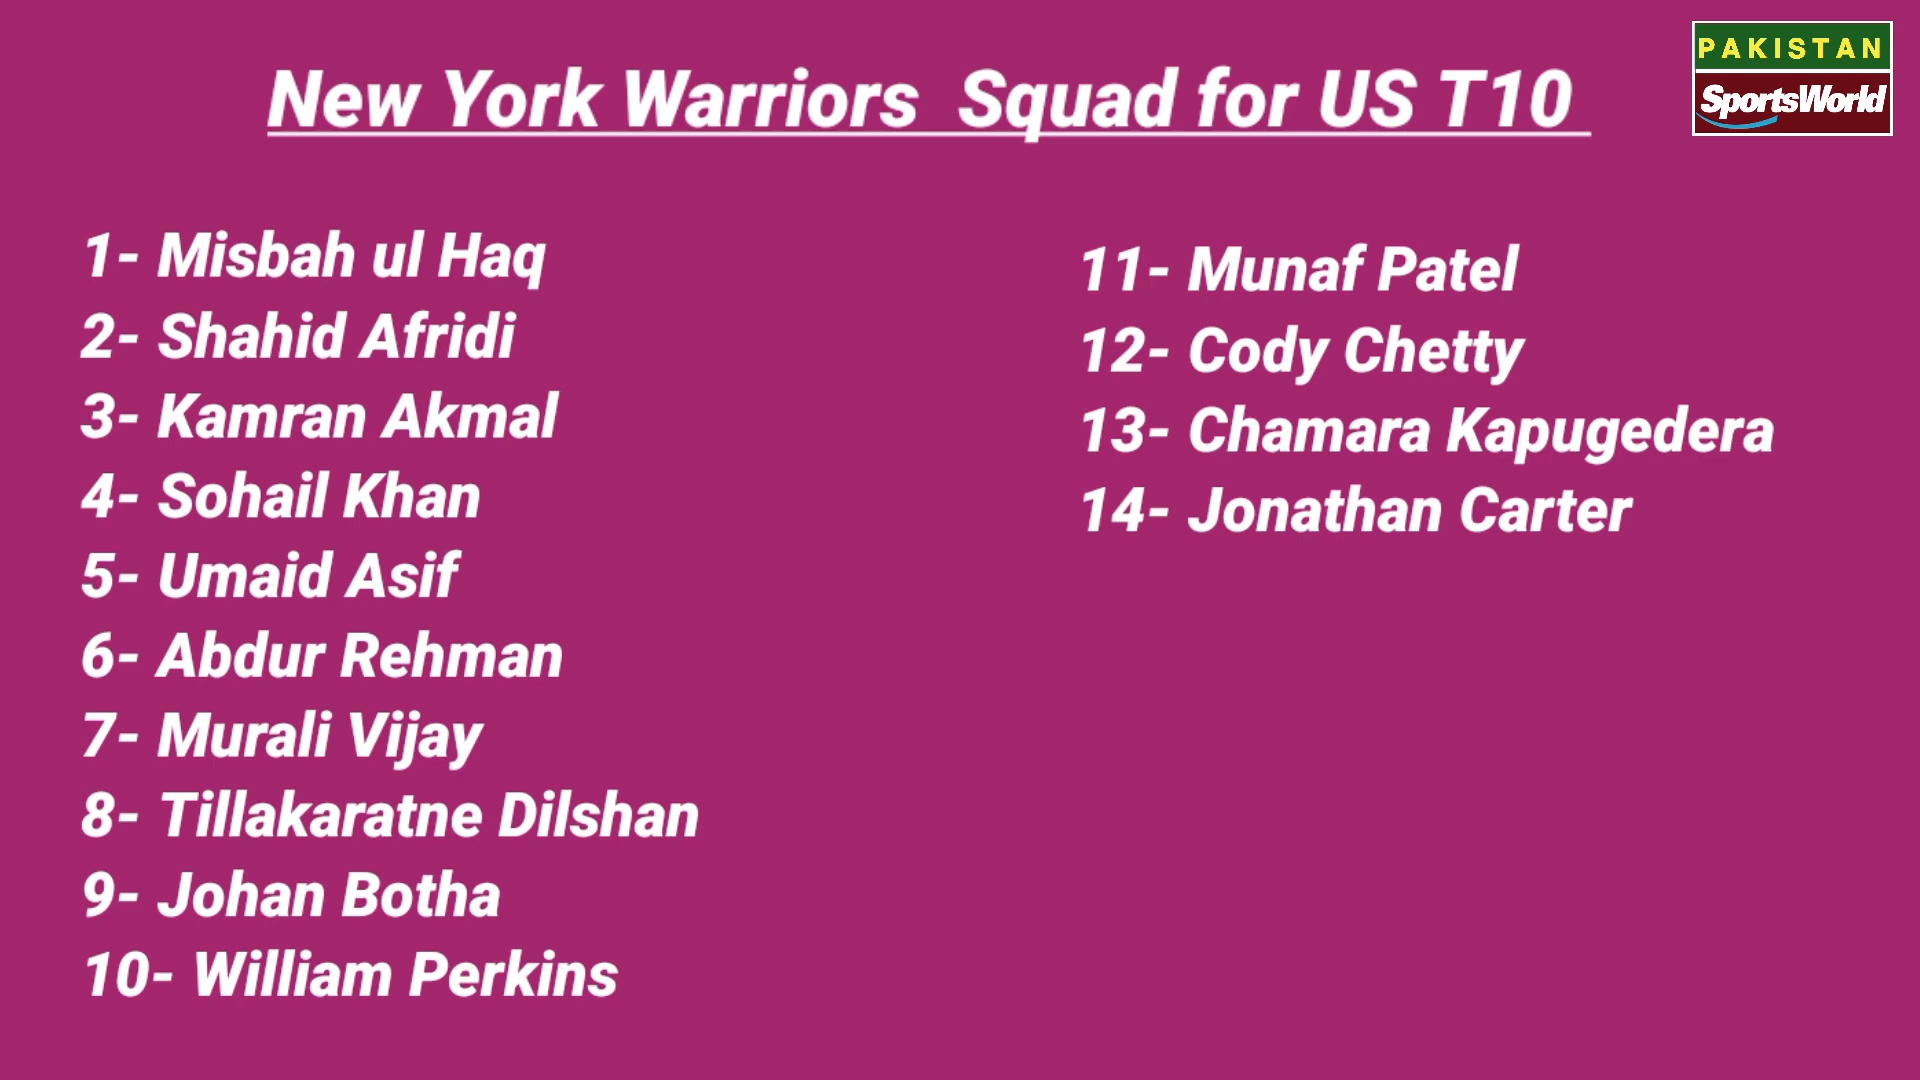 New York Warriors  Squad for US T10
PAKISTAN
SportsWorld
1- Misbah ul Haq
2- Shahid Afridi
3- Kamran Akmal
4- Sohail Khan
5- Umaid Asif
6- Abdur Rehman
7- Murali Vijay
8- Tillakaratne Dilshan
9- Johan Botha
10- William Perkins
11- Munaf Patel
12- Cody Chetty
13- Chamara Kapugedera
14- Jonathan Carter